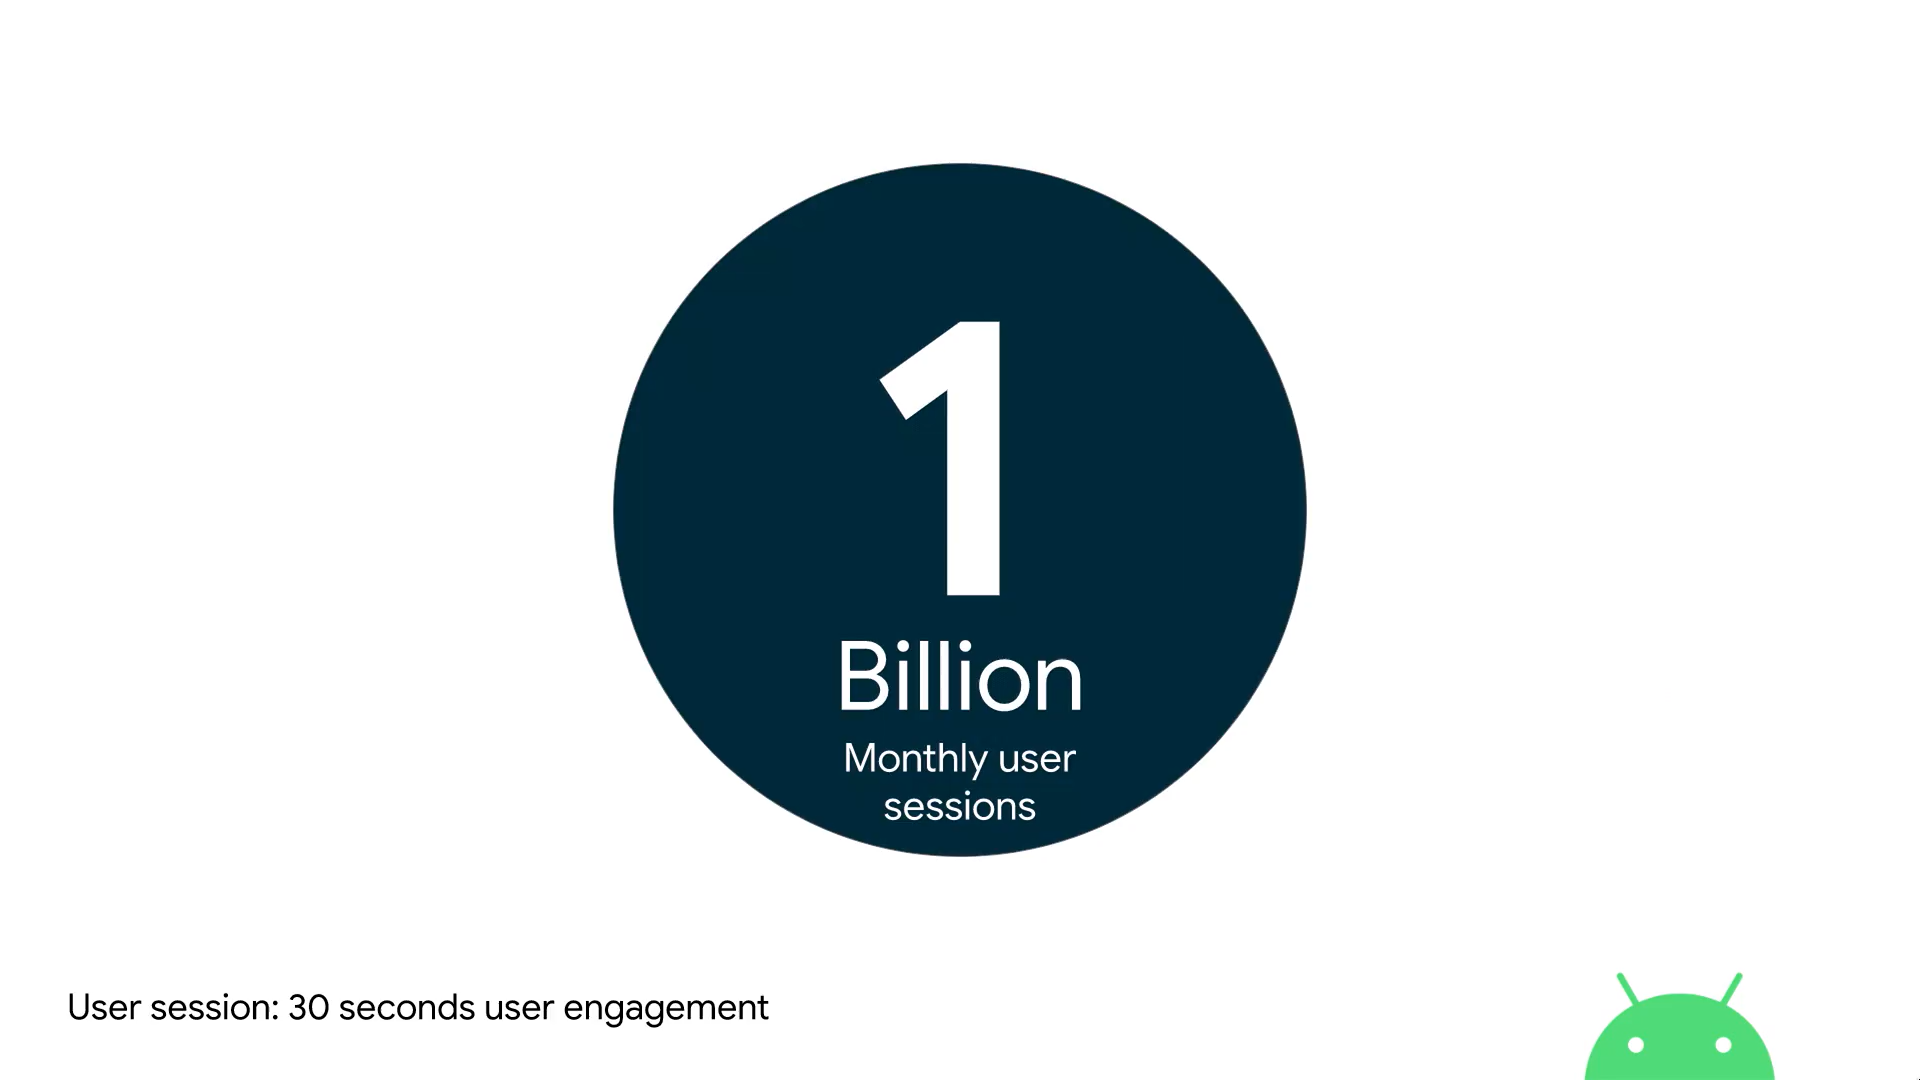 1
Billion
Monthly user
sessions
User session: 30 seconds user engagement